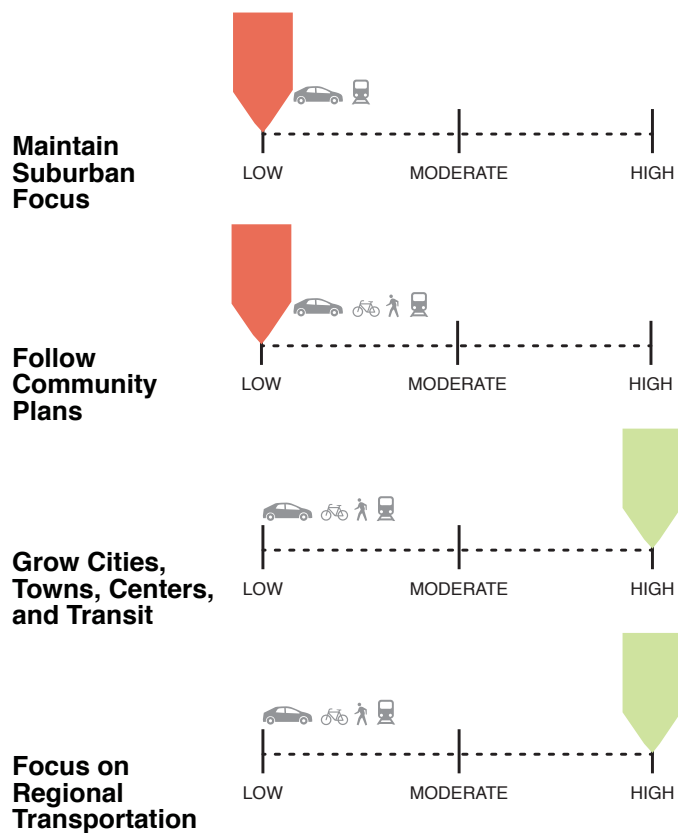 Maintain
Suburban
Focus
LOW MODERATE HIGH
Follow
Community
Plans
LOW MODERATE HIGH
Grow Cities,
Towns, Centers,
and Transit
LOW MODERATE HIGH
Focus on
Regional
Transportation
LOW MODERATE HIGH